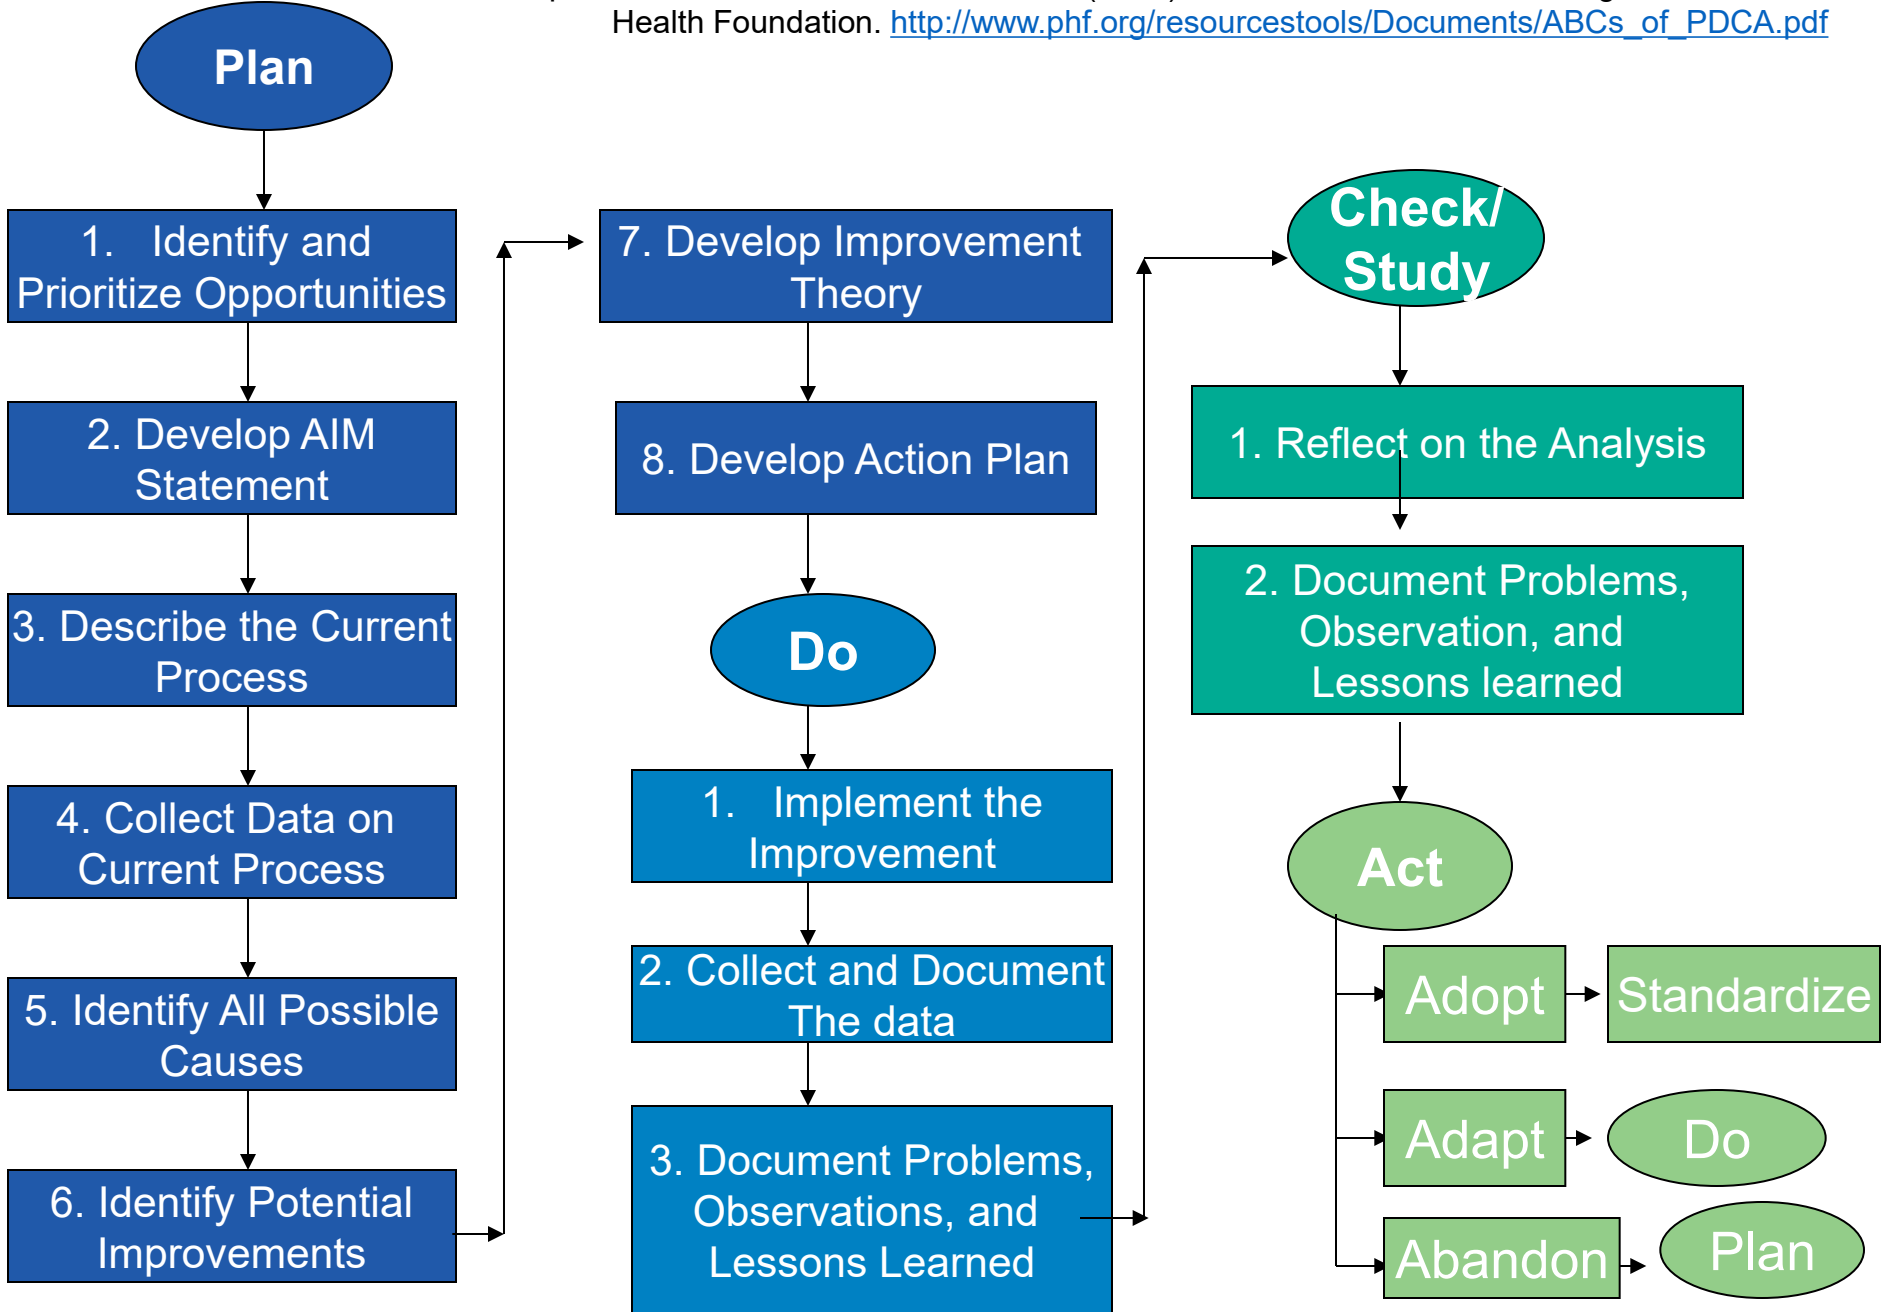 Health Foundation. http://www.phf.org/resourcestools/Documents/ABCs_of_PDCA.pdf
Plan
1. Identify and
Prioritize Opportunities
2. Develop AIM
Statement
3. Describe the Current
Process
4. Collect Data on
Current Process
5. Identify All Possible
Causes
6. Identify Potential
Improvements
7. Develop Improvement
Theory
8. Develop Action Plan
Do
1. Implement the
Improvement
2. Collect and Document
The data
3. Document Problems,
Observations, and
Lessons Learned
Check/
Study
1. Reflect on the Analysis
2. Document Problems,
Observation, and
Lessons learned
Act
Adopt
Standardize
Adapt
Do
Abandon
Plan